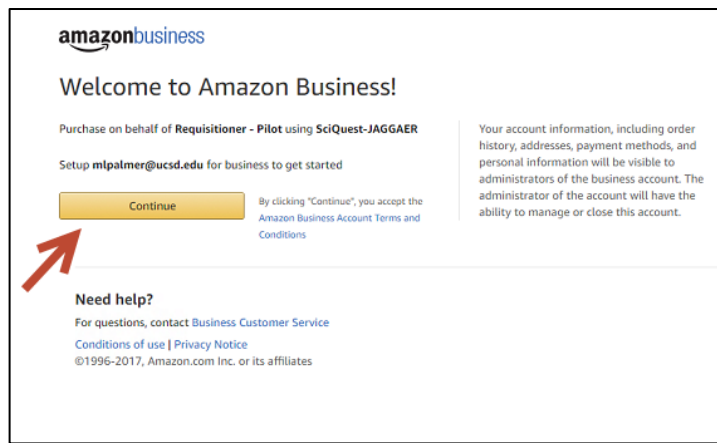 amazonbusiness
Welcome to Amazon Business!
Purchase on behalf of Requisitioner - Pilot using SciQuest-JAGGAER
Setup mlpalmer@ucsd.edu for business to get started
Continue
By clicking "Continue", you accept the
Amazon Business Account Terms and
Conditions
Your account information, including order
history, addresses, payment methods, and
personal information will be visible to
administrators of the business account. The
administrator of the account will have the
ability to manage or close this account.
Need help?
For questions, contact Business Customer Service
Conditions of use | Privacy Notice
©1996-2017, Amazon.com Inc. or its affiliates